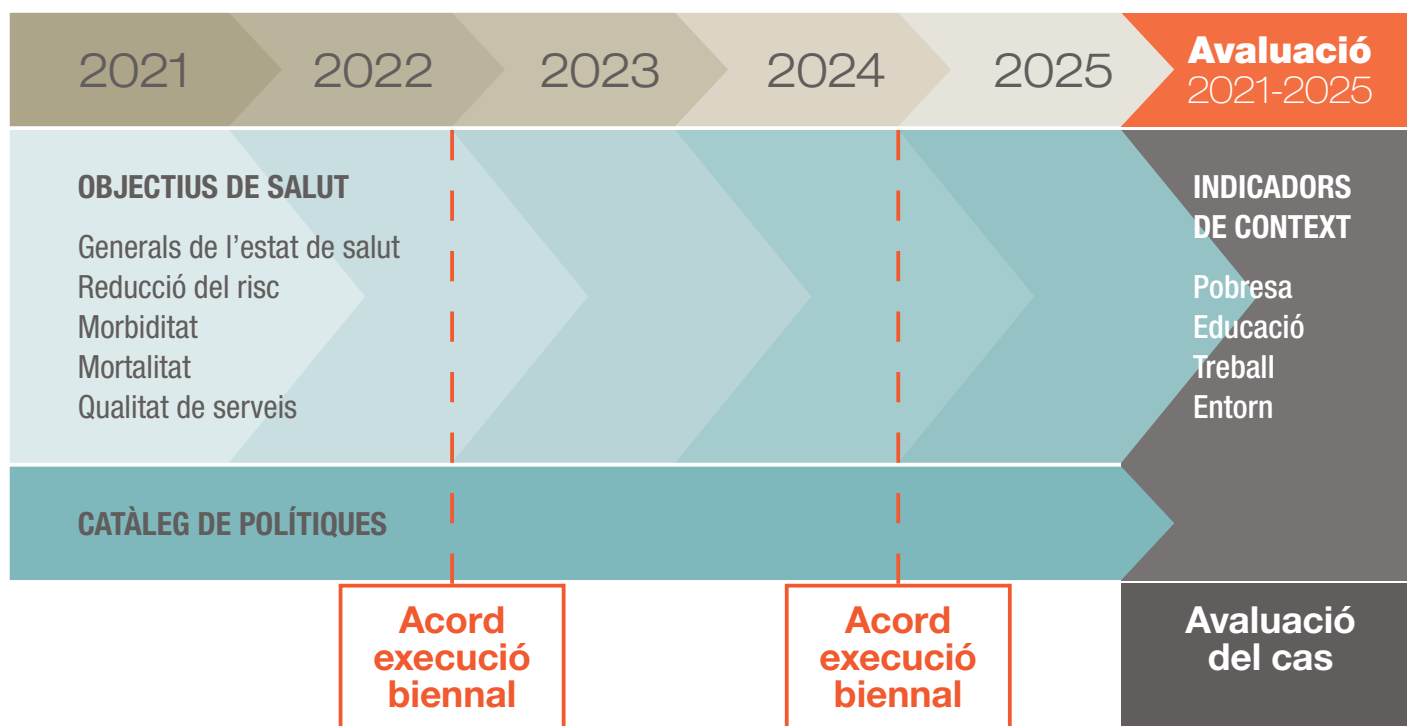 2021
2022
2023
2024
2025
Avaluació
2021-2025
OBJECTIUS DE SALUT
Generals de l’estat de salut
Reducció del risc
Morbiditat
Mortalitat
Qualitat de serveis
INDICADORS
DE CONTEXT
Pobresa
Educació
Treball
Entorn
CATÀLEG DE POLÍTIQUES
Acord
execució
biennal
Acord
execució
biennal
Avaluació
del cas